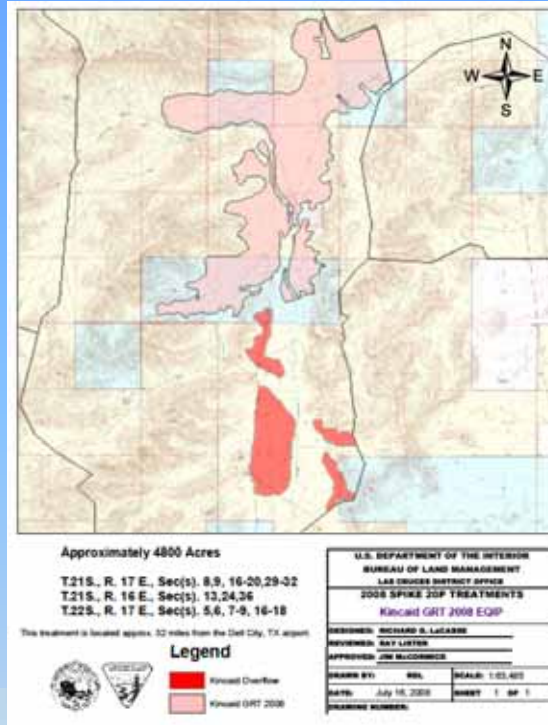 N
W E
S
Approximately 4800 Acres
T.21S., R. 17 E., Sec(s). 8,9, 16-20,29-32
T.21S., R. 16 E., Sec(s). 13,24,36
T.22S., R. 17 E., Sec(s). 5,6, 7-9, 16-18
This treatment is located approx. 32 miles from the Dell City, TX airport.
Legend
Kincaid Overflow
Kincaid GRT 2008
U.S. DEPARTMENT OF THE INTERIOR
BUREAU OF LAND MANAGEMENT
LAS CRUCES DISTRICT OFFICE
2008 SPIKE 20P TREATMENTS
Kincaid GRT 2008 EQIP
DESIGNED: RICHARD G. LaCASSE
REVIEWED: RAY LISTER
APPROVED: JIM McCORMICK
DRAWN BY: RGL SCALE: 1:63,403
DATE: July 16, 2008 SHEET 1 OF 1
DRAWING NUMBER: